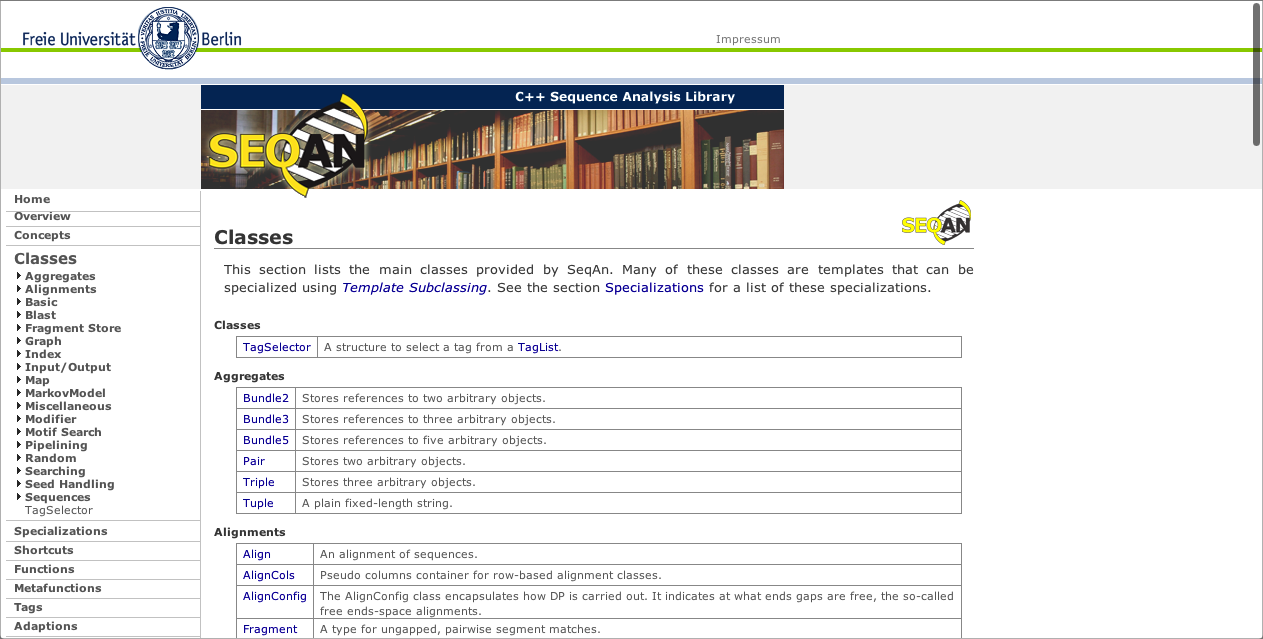 Freie Universität Berlin
Impressum
C++ Sequence Analysis Library
SEQAN
Home
Overview
Concepts
Classes
Aggregates
Alignments
Basic
Blast
Fragment Store
Graph
Index
Input/Output
Map
MarkovModel
Miscellaneous
Modifier
Motif Search
Pipelining
Random
Searching
Seed Handling
Sequences
TagSelector
Specializations
Shortcuts
Functions
Metafunctions
Tags
Adaptions
SEQAN
Classes
This section lists the main classes provided by SeqAn. Many of these classes are templates that can be
specialized using Template Subclassing. See the section Specializations for a list of these specializations.
Classes
TagSelector A structure to select a tag from a TagList.
Aggregates
Bundle2 Stores references to two arbitrary objects.
Bundle3 Stores references to three arbitrary objects.
Bundle5 Stores references to five arbitrary objects.
Pair Stores two arbitrary objects.
Triple Stores three arbitrary objects.
Tuple A plain fixed-length string.
Alignments
Align An alignment of sequences.
AlignCols Pseudo columns container for row-based alignment classes.
AlignConfig The AlignConfig class encapsulates how DP is carried out. It indicates at what ends gaps are free, the so-called
free ends-space alignments.
Fragment A type for ungapped, pairwise segment matches.